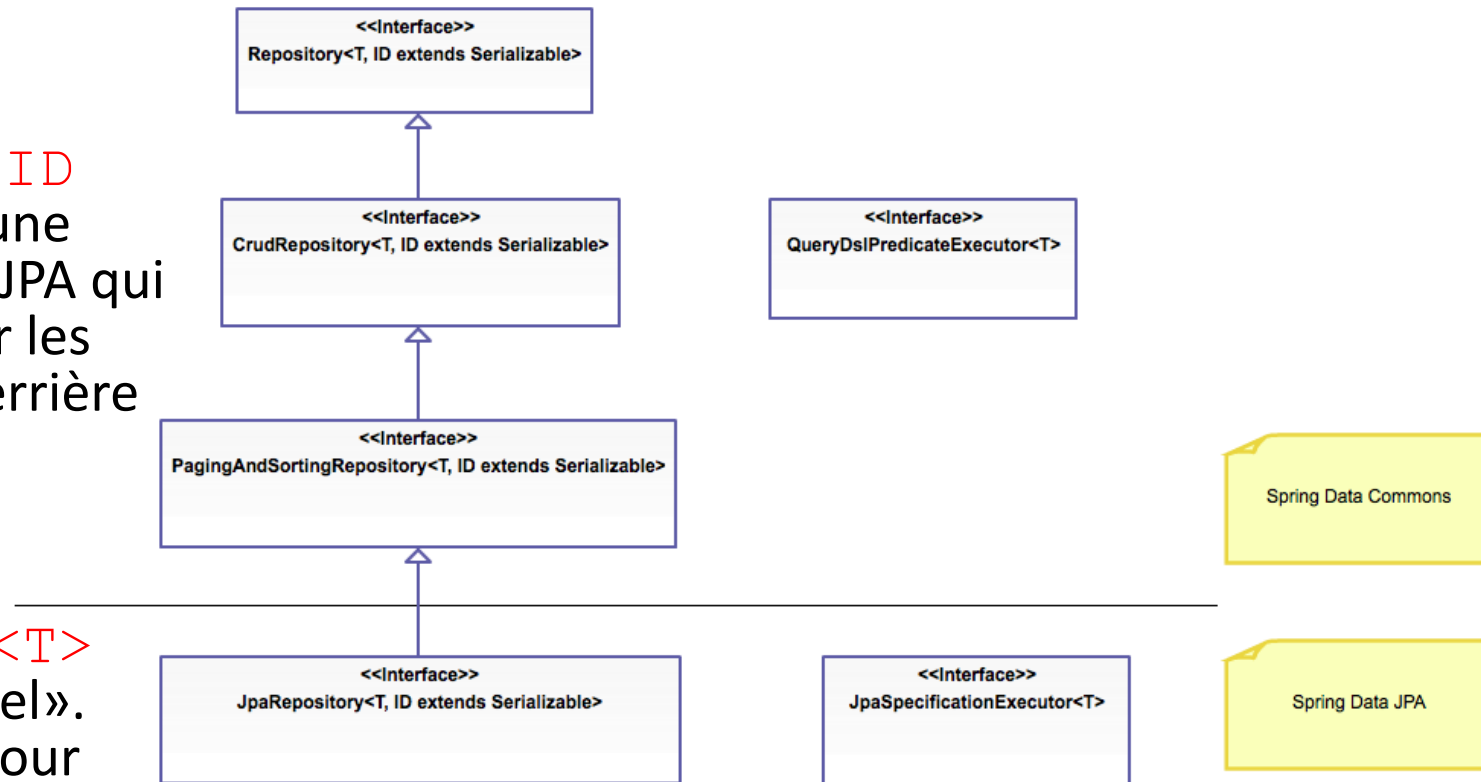 <<Interface>>
Repository<T, ID extends Serializable>
ID
une
JPA qui
r les
errière
<<Interface>>
CrudRepository<T, ID extends Serializable>
<<Interface>>
QueryDslPredicateExecutor<T>
<<Interface>>
PagingAndSortingRepository<T, ID extends Serializable>
Spring Data Commons
<T>
el».
our
<<Interface>>
JpaRepository<T, ID extends Serializable>
<<Interface>>
JpaSpecificationExecutor<T>
Spring Data JPA